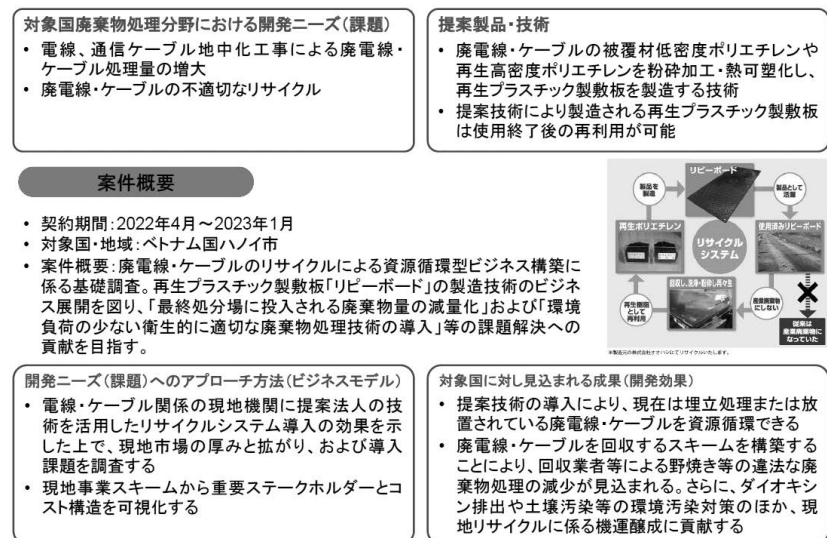 対象国廃棄物処理分野における開発ニーズ(課題)
• 電線、通信ケーブル地中化工事による廃電線・
ケーブル処理量の増大
• 廃電線・ケーブルの不適切なリサイクル
提案製品・技術
• 廃電線・ケーブルの被覆材低密度ポリエチレンや
再生高密度ポリエチレンを粉砕加工・熱可塑化し、
再生プラスチック製敷板を製造する技術
• 提案技術により製造される再生プラスチック製敷板
は使用終了後の再利用が可能
案件概要
• 契約期間:2022年4月～2023年1月
• 対象国・地域:ベトナム国ハノイ市
• 案件概要:廃電線・ケーブルのリサイクルによる資源循環型ビジネス構築に
係る基礎調査。再生プラスチック製敷板「リピーボード」の製造技術のビジネ
ス展開を図り、「最終処分場に投入される廃棄物量の減量化」および「環境
負荷の少ない衛生的に適切な廃棄物処理技術の導入」等の課題解決への
貢献を目指す。
リピーボード
製品を
製造
製品として
活躍
再生ポリエチレン
リサイクル
システム
使用済みリピーボード
回収し、洗浄・粉砕し再々生
再生樹脂
として
再利用
産業廃棄物
にしない
従来は
産業廃棄物に
なっていた
※製造元の株式会社オオハシにてリサイクルいたします。
開発ニーズ(課題)へのアプローチ方法(ビジネスモデル)
• 電線・ケーブル関係の現地機関に提案法人の技
術を活用したリサイクルシステム導入の効果を示
した上で、現地市場の厚みと拡がり、および導入
課題を調査する
• 現地事業スキームから重要ステークホルダーとコ
スト構造を可視化する
対象国に対し見込まれる成果(開発効果)
• 提案技術の導入により、現在は埋立処理または放
置されている廃電線・ケーブルを資源循環できる
• 廃電線・ケーブルを回収するスキームを構築する
ことにより、回収業者等による野焼き等の違法な廃
棄物処理の減少が見込まれる。さらに、ダイオキシ
ン排出や土壌汚染等の環境汚染対策のほか、現
地リサイクルに係る機運醸成に貢献する